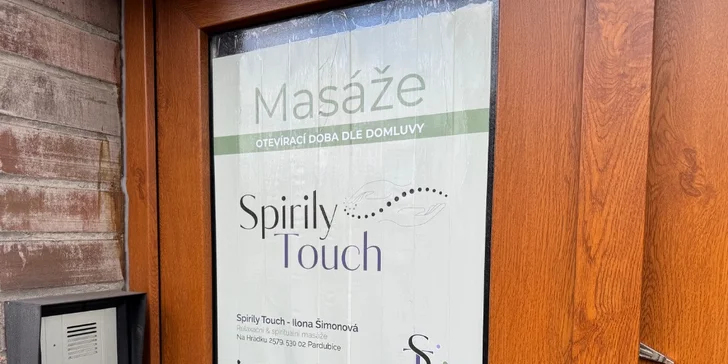 Masáže
OTEVÍRACÍ DOBA DLE DOMLUVY
Spirily
Touch
Spirily Touch - Ilona Šimonová
Relaxační & spirituální masáže
Na Hrádku 2579, 530 02 Pardubice